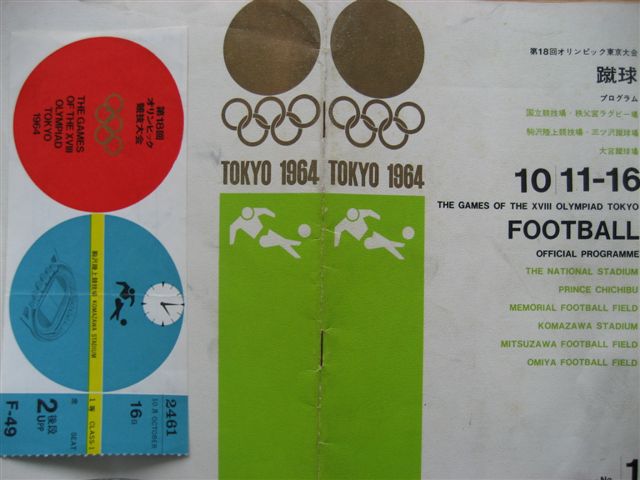 第18回
オリンピック
競技大会
THE GAMES
OF THE XVIII
OLYMPIAD
TOKYO
1964
駒沢陸上競技場 KOMAZAWA STADIUM
1等 CLASS-1
2461
10月 OCTOBER
16日
席 SEAT
後段
2 UPP
F-49
TOKYO 1964
TOKYO 1964
第18回オリンピック東京大会
蹴球
プログラム
国立競技場・秩父宮ラグビー場
駒沢陸上競技場・三ツ沢蹴球場
大宮蹴球場
10 11-16
THE GAMES OF THE XVIII OLYMPIAD TOKYO
FOOTBALL
OFFICIAL PROGRAMME
THE NATIONAL STADIUM
PRINCE CHICHIBU
MEMORIAL FOOTBALL FIELD
KOMAZAWA STADIUM
MITSUZAWA FOOTBALL FIELD
OMIYA FOOTBALL FIELD
No. 1